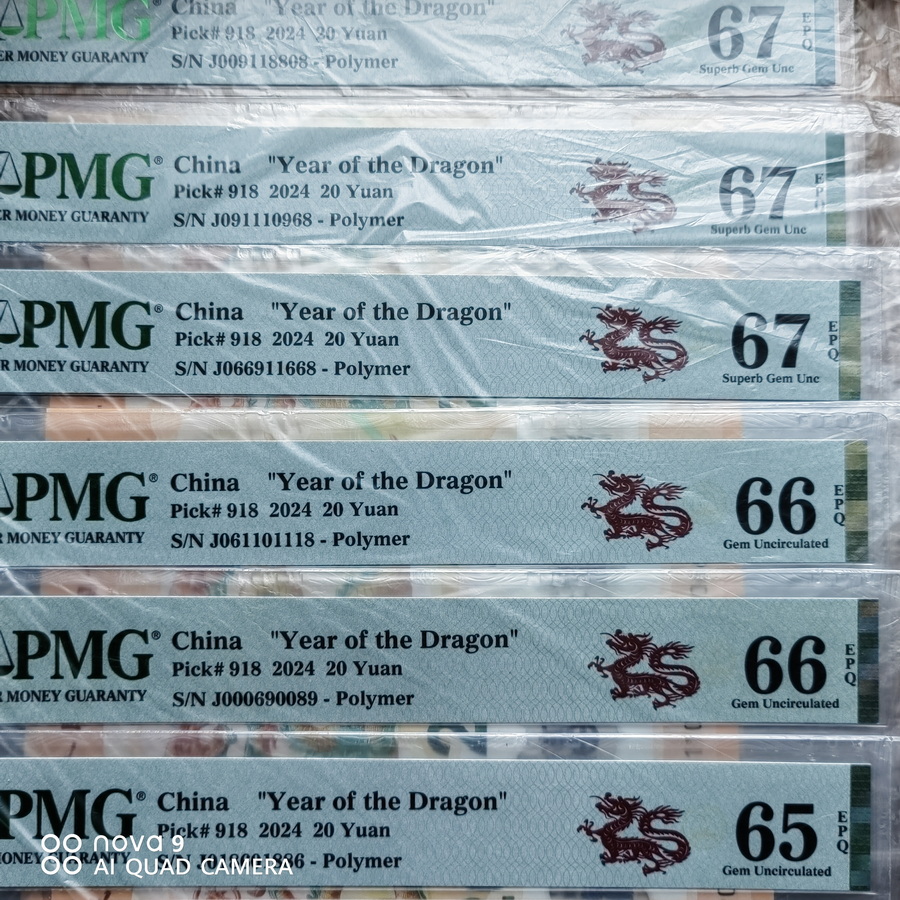 PMG
China "Year of the Dragon"
Pick# 918 2024 20 Yuan
ER MONEY GUARANTY
S/N J009118808 - Polymer
67
EPQ
Superb Gem Unc
PMG®
China "Year of the Dragon"
Pick# 918 2024 20 Yuan
ER MONEY GUARANTY
S/N J091110968 - Polymer
67
EPQ
Superb Gem Unc
PMG®
China "Year of the Dragon"
Pick# 918 2024 20 Yuan
R MONEY GUARANTY
S/N J066911668 - Polymer
67
EPQ
Superb Gem Unc
PMG®
China "Year of the Dragon"
Pick# 918 2024 20 Yuan
R MONEY GUARANTY
S/N J061101118 - Polymer
66
EPQ
Gem Uncirculated
PMG®
China "Year of the Dragon"
Pick# 918 2024 20 Yuan
R MONEY GUARANTY
S/N J000690089 - Polymer
66
EPQ
Gem Uncirculated
PMG®
China "Year of the Dragon"
Pick# 918 2024 20 Yuan
MONEY GUARANTY
S/N - Polymer
65
EPQ
Gem Uncirculated
nova 9
AI QUAD CAMERA